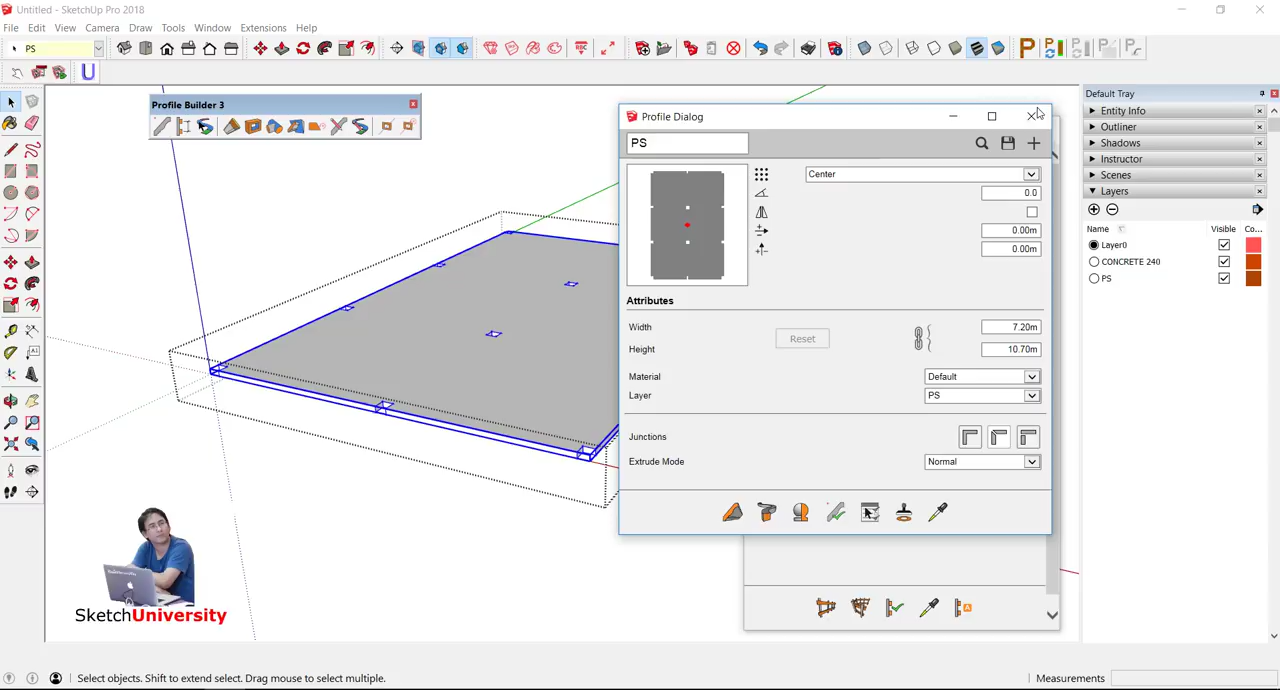 Untitled - SketchUp Pro 2018
File Edit View Camera Draw Tools Window Extensions Help
PS
Profile Builder 3
Profile Dialog
PS
Center
0.0
0.00m
0.00m
Attributes
Width 7.20m
Reset
Height 10.70m
Material Default
Layer PS
Junctions
Extrude Mode Normal
Default Tray
Entity Info
Outliner
Shadows
Instructor
Scenes
Layers
Name Visible Co...
Layer0
CONCRETE 240
PS
SketchUniversity
Select objects. Shift to extend select. Drag mouse to select multiple.
Measurements